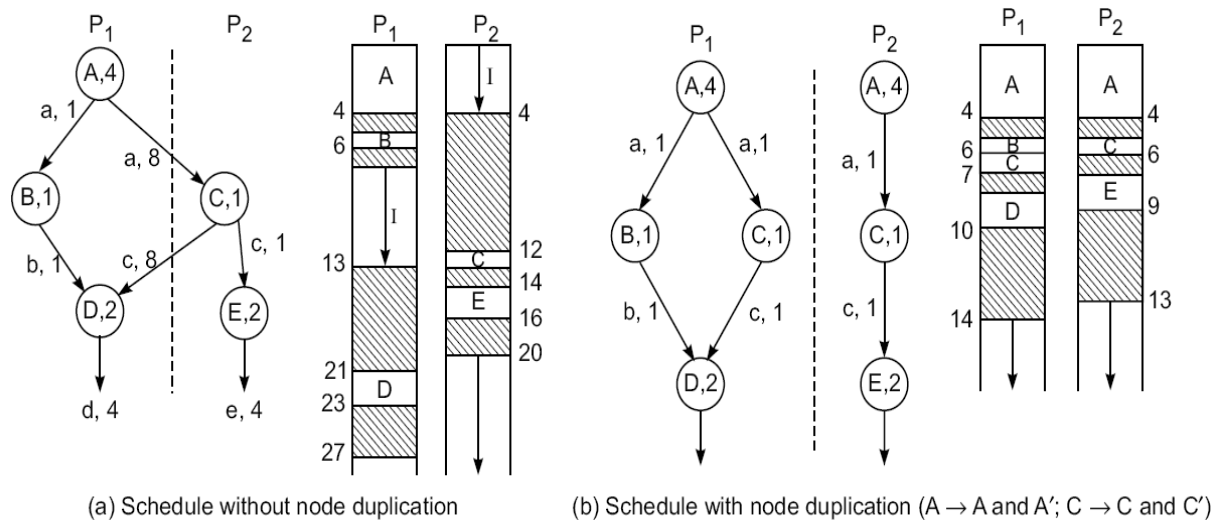 P1 P2 P1 P2
A,4
a, 1
a, 8
B,1
C,1
b, 1
c, 8
c, 1
D,2
E,2
d, 4
e, 4
A
I
4
4
6
B
I
13
12
C
14
E
16
20
21
D
23
27
(a) Schedule without node duplication
P1 P2 P1 P2
A,4
A, 4
a, 1
a,1
a, 1
B,1
C,1
C,1
b, 1
c, 1
c, 1
D,2
E,2
A
A
4
4
B
C
6
6
C
7
E
D
9
10
13
14
(b) Schedule with node duplication (A → A and A′; C → C and C′)